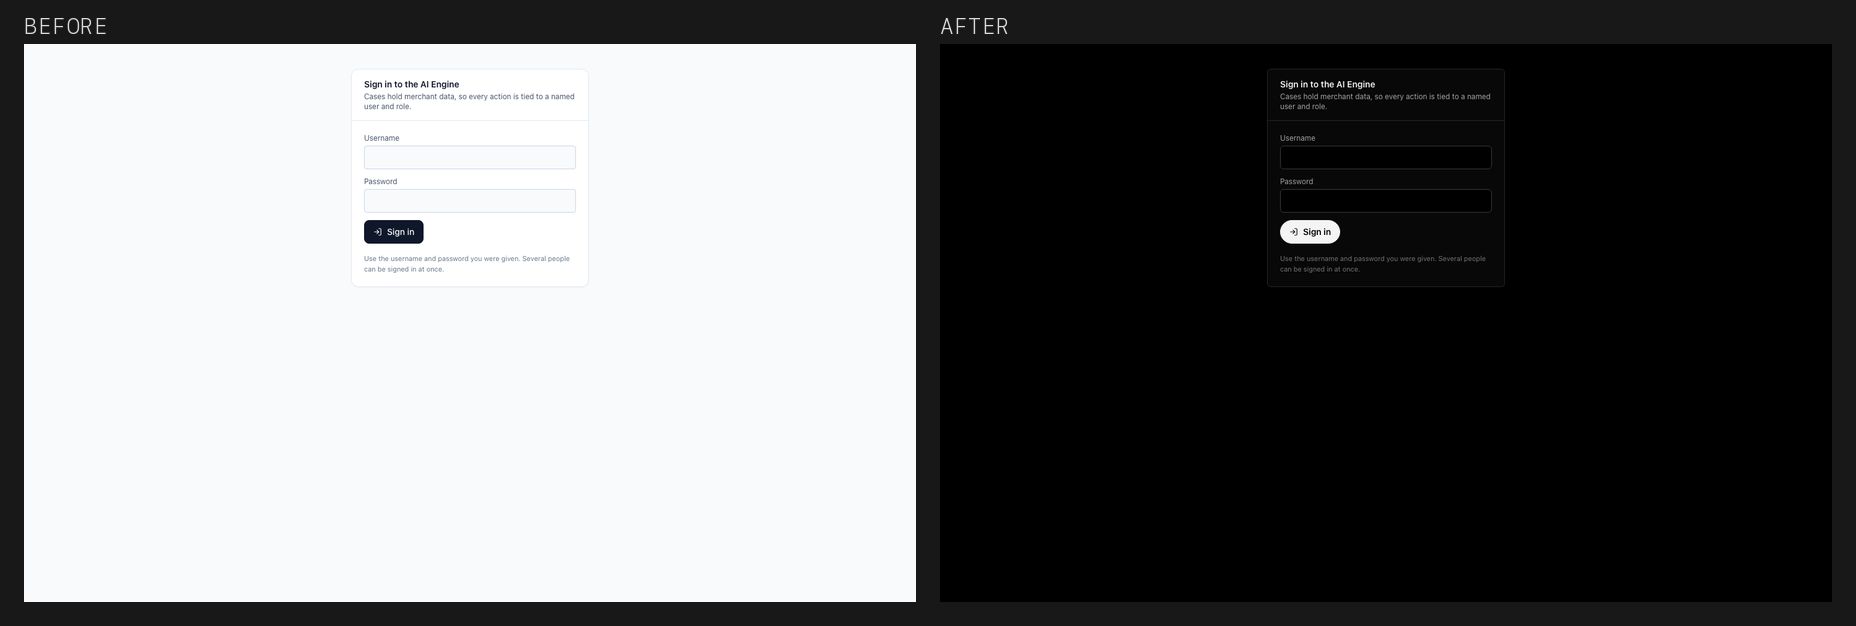 BEFORE
Sign in to the AI Engine
Cases hold merchant data, so every action is tied to a named
user and role.
Username
Password
Sign in
Use the username and password you were given. Several people
can be signed in at once.
AFTER
Sign in to the AI Engine
Cases hold merchant data, so every action is tied to a named
user and role.
Username
Password
Sign in
Use the username and password you were given. Several people
can be signed in at once.